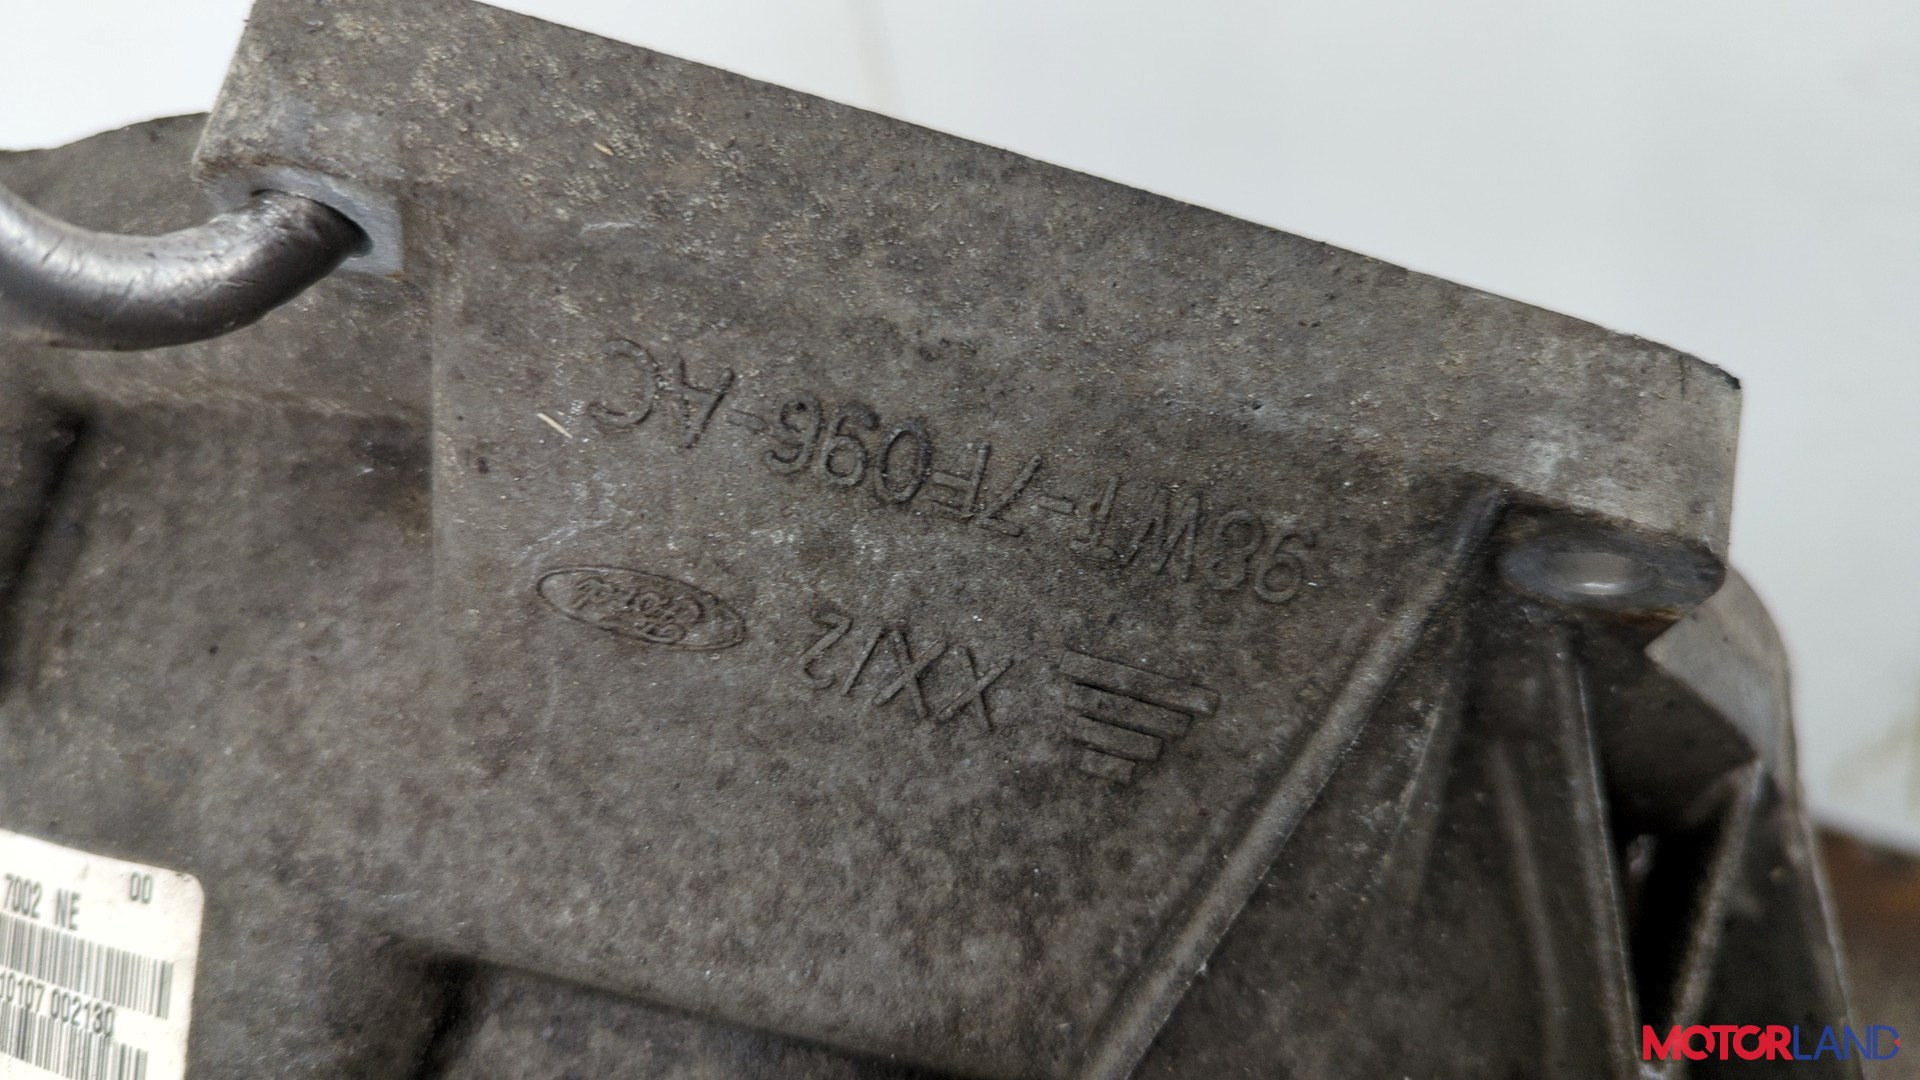 98WT-7F096-AC
XX12
Ford
7002 NE 00
MOTORLAND